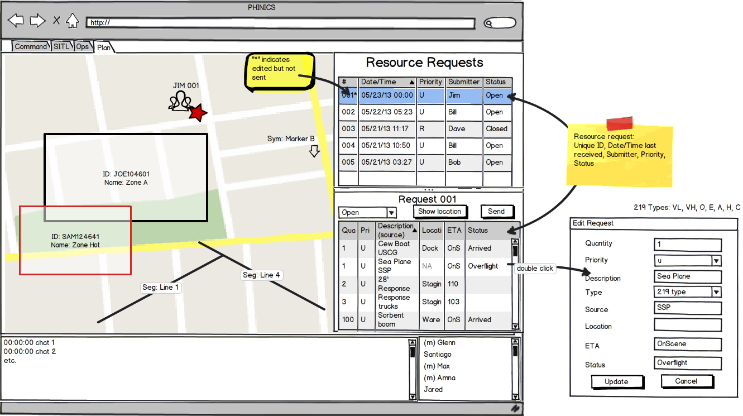 PHINICS
http://
Command SITL Ops Plan
"*" indicates
edited but not
sent
JIM 001
Sym: Marker B
ID: JOE104601
Name: Zone A
ID: SAM124641
Name: Zone Hot
Seg: Line 1
Seg: Line 4
Resource Requests
# Date/Time Priority Submitter Status
001* 05/23/13 00:00 U Jim Open
002 05/22/13 05:23 U Bill Open
003 05/21/13 11:17 R Dave Closed
004 05/21/13 10:50 U Bill Open
005 05/21/13 03:27 U Bob Open
Request 001
Open Show location Send
Qua Pri Description (source) Locati ETA Status
1 U Cew Boat USCG Dock OnS Arrived
1 U Sea Plane SSP NA OnS Overflight
2 U 28' Response Stagin 110
3 U Response trucks Stagin 103
100 U Sorbent boom Ware OnS Arrived
00:00:00 chat 1
00:00:00 chat 2
etc.
(m) Glenn
Santiago
(m) Max
(m) Amna
Jared
Resource request:
Unique ID, Date/Time last
received, Submitter, Priority,
Status
double click
219 Types: VL, VH, O, E, A, H, C
Edit Request
Quantity 1
Priority u
Description Sea Plane
Type 219 type
Source SSP
Location
ETA OnScene
Status Overflight
Update Cancel